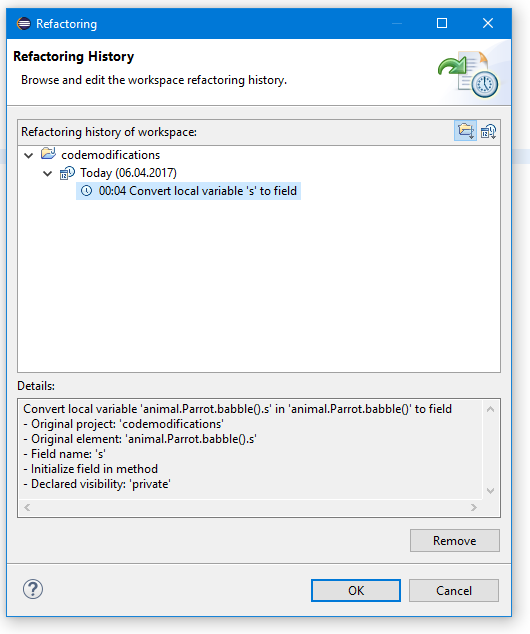 Refactoring
Refactoring History
Browse and edit the workspace refactoring history.
Refactoring history of workspace:
codemodifications
Today (06.04.2017)
00:04 Convert local variable 's' to field
Details:
Convert local variable 'animal.Parrot.babble().s' in 'animal.Parrot.babble()' to field
- Original project: 'codemodifications'
- Original element: 'animal.Parrot.babble().s'
- Field name: 's'
- Initialize field in method
- Declared visibility: 'private'
Remove
?
OK
Cancel